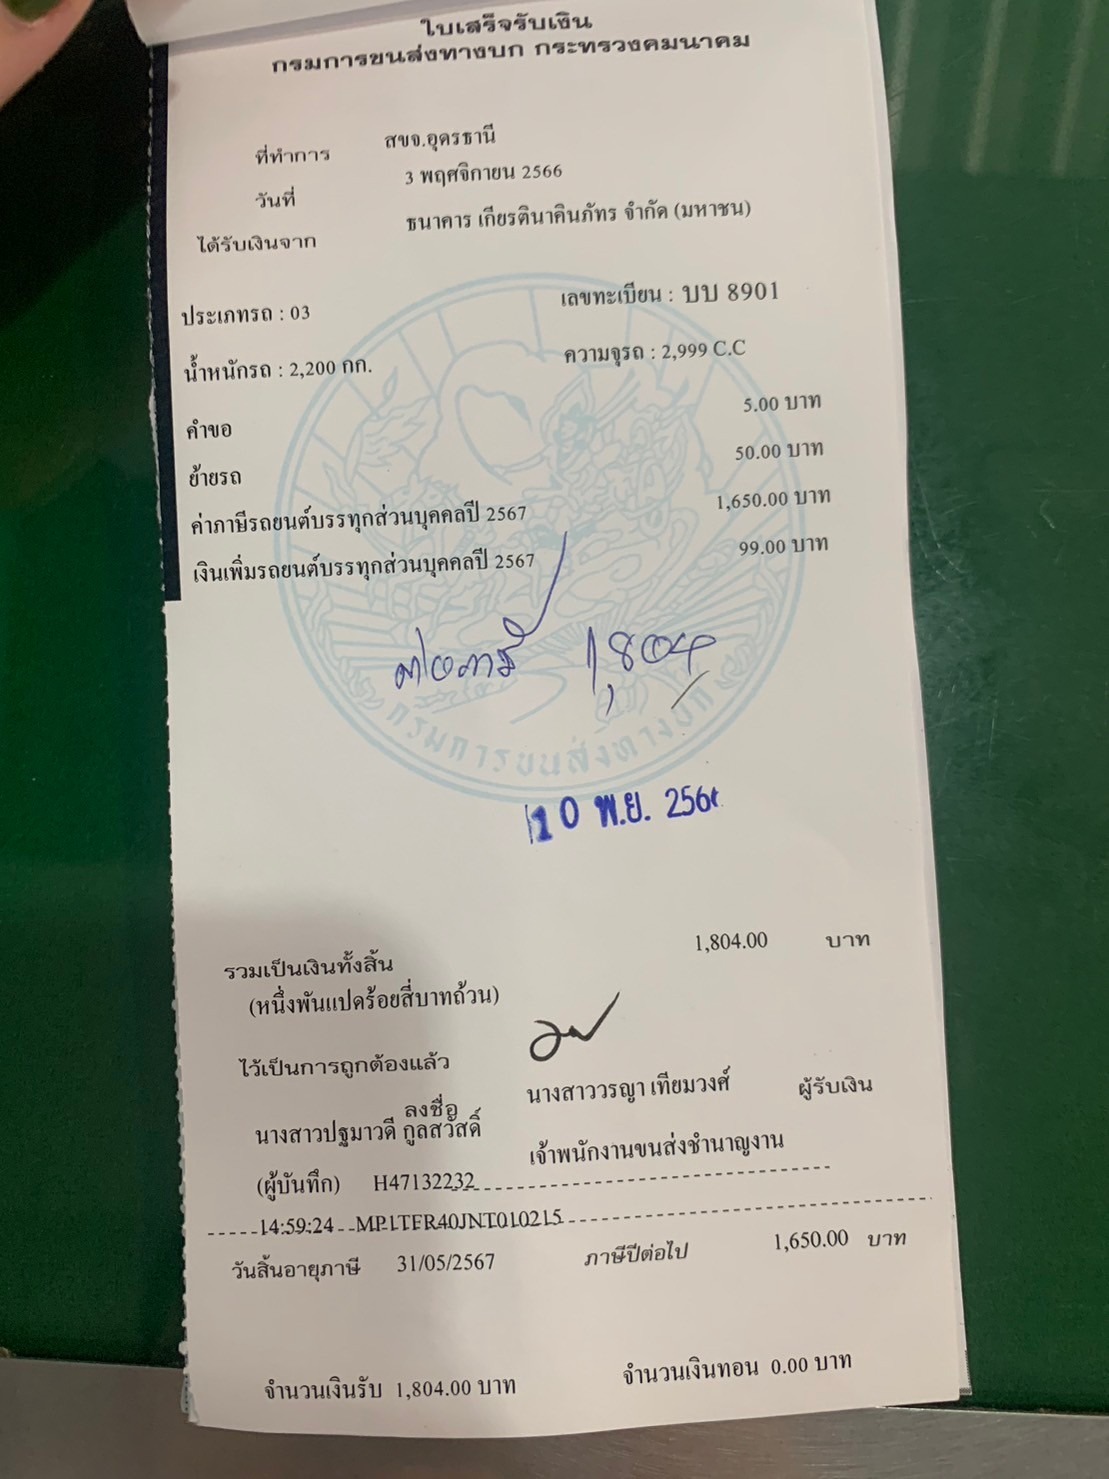 ใบเสร็จรับเงิน
กรมการขนส่งทางบก กระทรวงคมนาคม
ที่ทำการ สขจ.อุดรธานี
วันที่ 3 พฤศจิกายน 2566
ได้รับเงินจาก ธนาคาร เกียรตินาคินภัทร จำกัด (มหาชน)
ประเภทรถ : 03 เลขทะเบียน : บบ 8901
น้ำหนักรถ : 2,200 กก. ความจุรถ : 2,999 C.C
คำขอ 5.00 บาท
ย้ายรถ 50.00 บาท
ค่าภาษีรถยนต์บรรทุกส่วนบุคคลปี 2567 1,650.00 บาท
เงินเพิ่มรถยนต์บรรทุกส่วนบุคคลปี 2567 99.00 บาท
1,804
กรมการขนส่งทางบก
10 พ.ย. 256
รวมเป็นเงินทั้งสิ้น 1,804.00 บาท
(หนึ่งพันแปดร้อยสี่บาทถ้วน)
ไว้เป็นการถูกต้องแล้ว
ลงชื่อ นางสาววรญา เทียมวงศ์ ผู้รับเงิน
นางสาวปฐมาวดี กูลสวัสดิ์ เจ้าพนักงานขนส่งชำนาญงาน
(ผู้บันทึก) H47132232
14:59:24 MP1TFR40JNT010215
วันสิ้นอายุภาษี 31/05/2567 ภาษีปีต่อไป 1,650.00 บาท
จำนวนเงินรับ 1,804.00 บาท จำนวนเงินทอน 0.00 บาท